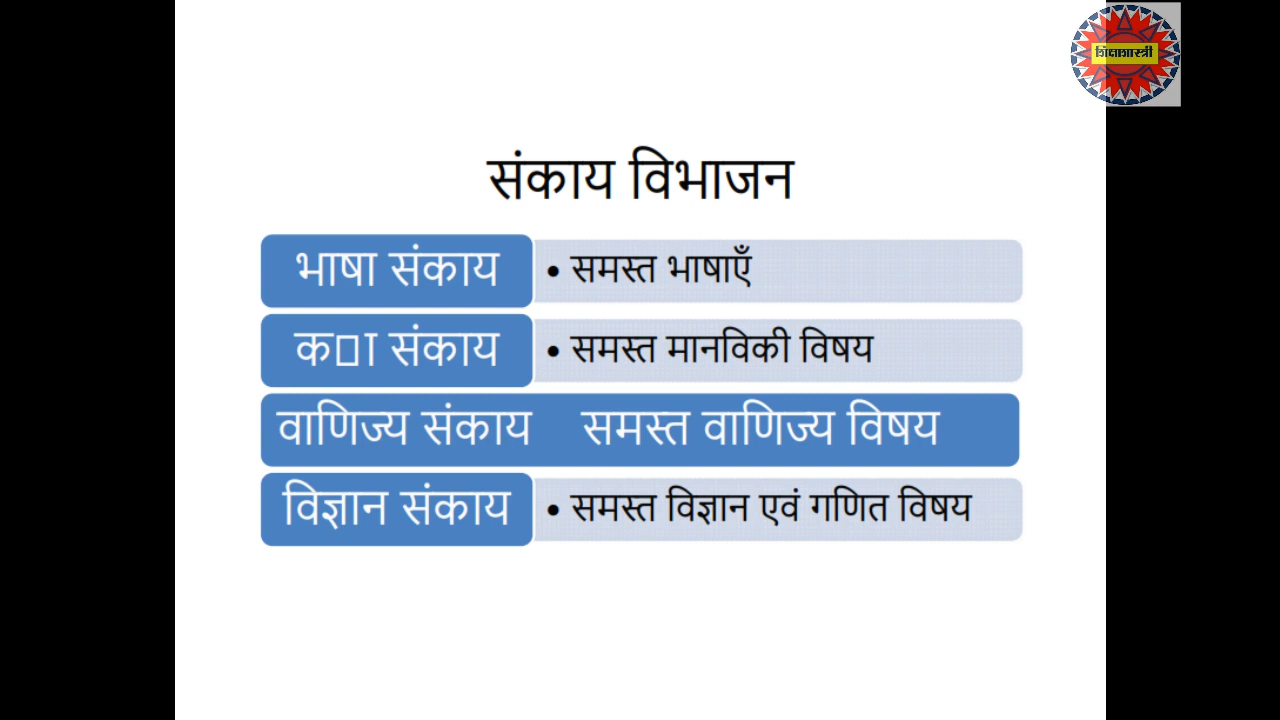 शिक्षाशास्त्री
संकाय विभाजन
भाषा संकाय • समस्त भाषाएँ
क▯ा संकाय • समस्त मानविकी विषय
वाणिज्य संकाय समस्त वाणिज्य विषय
विज्ञान संकाय • समस्त विज्ञान एवं गणित विषय